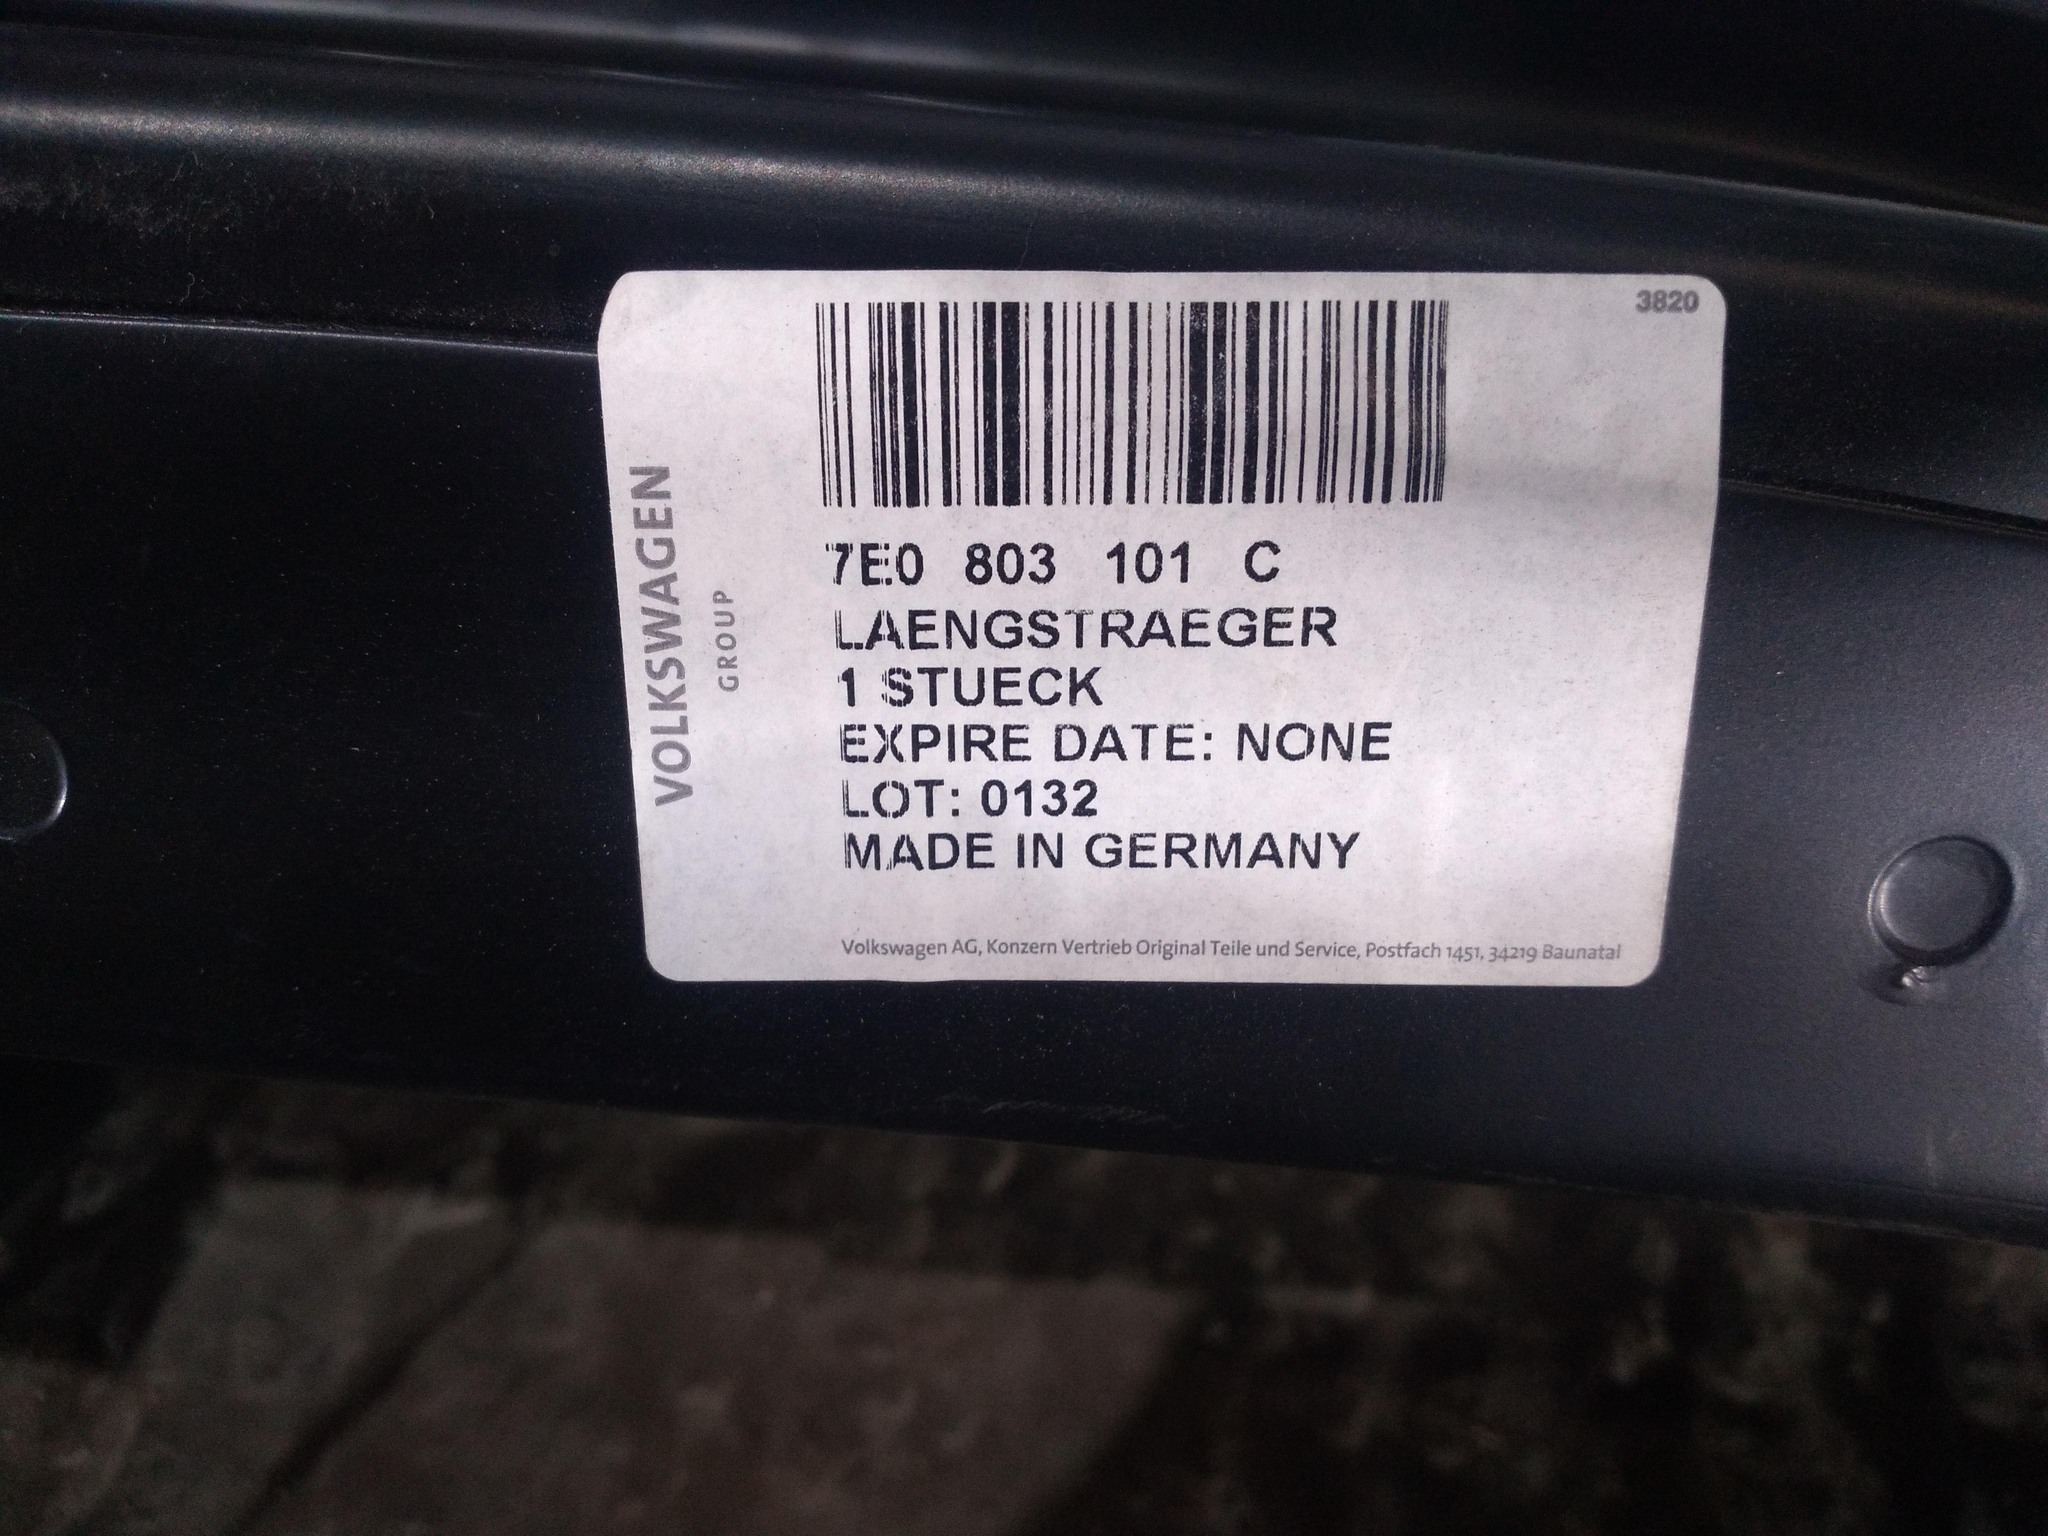 3820
VOLKSWAGEN
GROUP
7E0 803 101 C
LAENGSTRAEGER
1 STUECK
EXPIRE DATE: NONE
LOT: 0132
MADE IN GERMANY
Volkswagen AG, Konzern Vertrieb Original Teile und Service, Postfach 1451, 34219 Baunatal